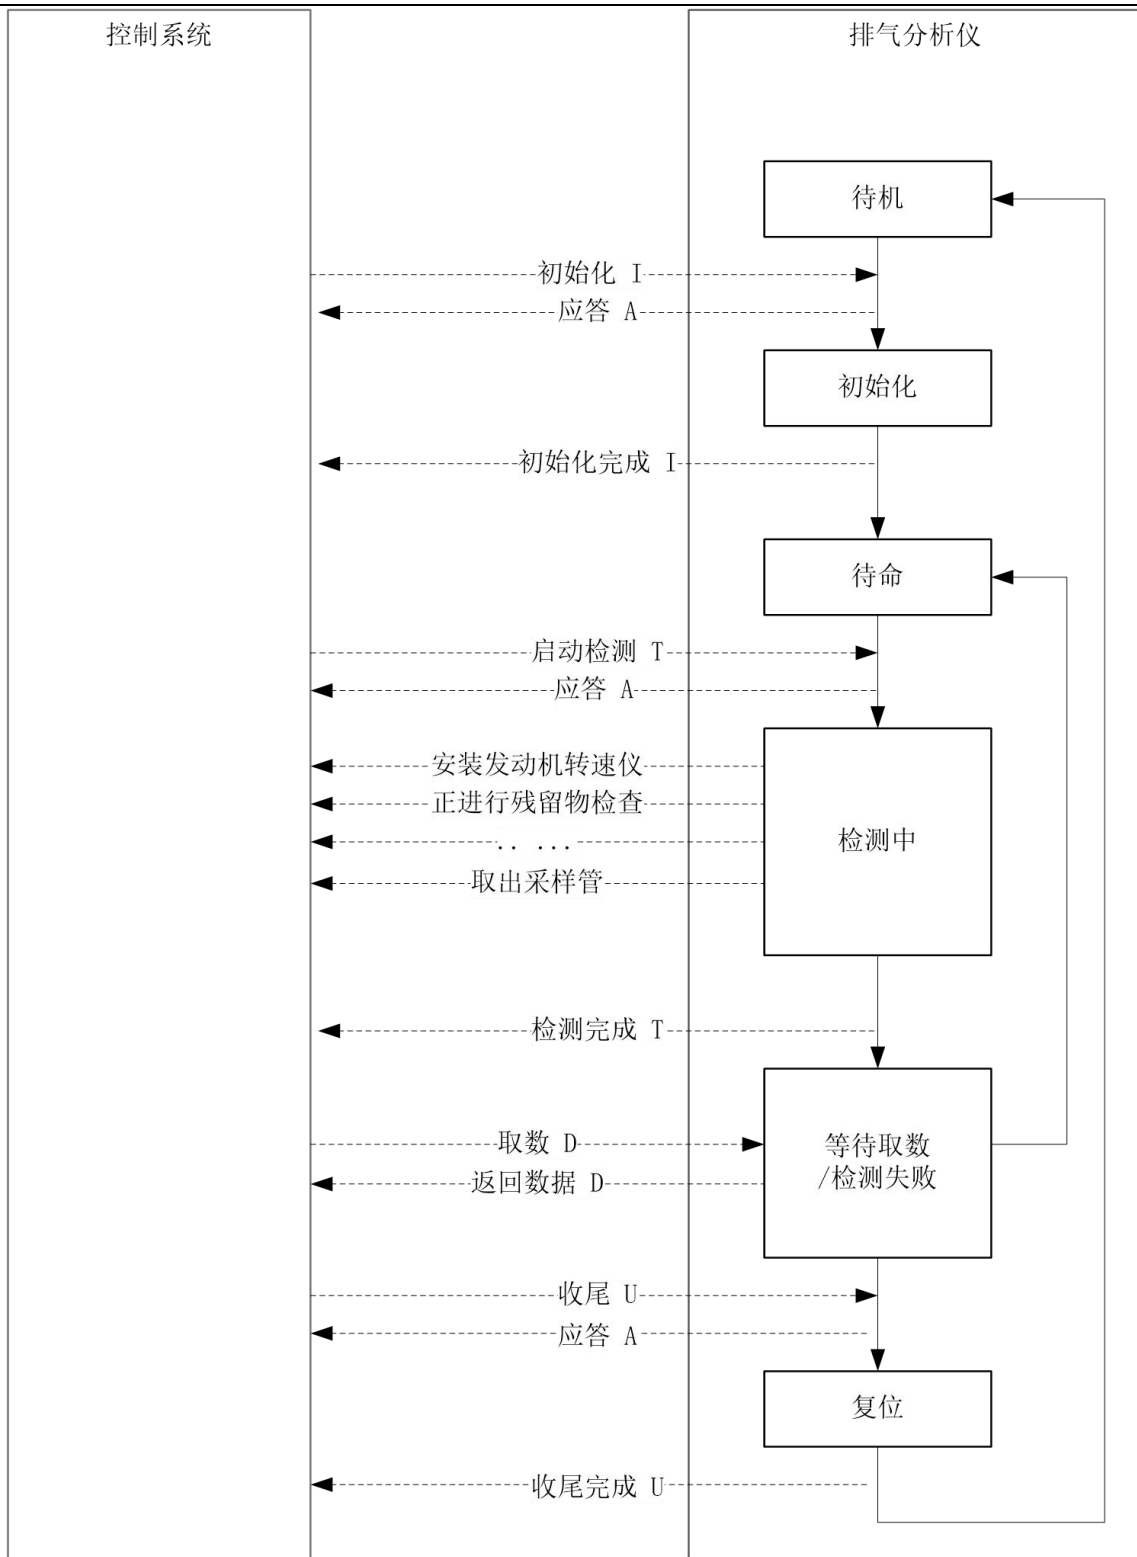 控制系统
排气分析仪
待机
初始化 I
应答 A
初始化
初始化完成 I
待命
启动检测 T
应答 A
安装发动机转速仪
正进行残留物检查
.. ...
取出采样管
检测中
检测完成 T
取数 D
返回数据 D
等待取数
/检测失败
收尾 U
应答 A
复位
收尾完成 U